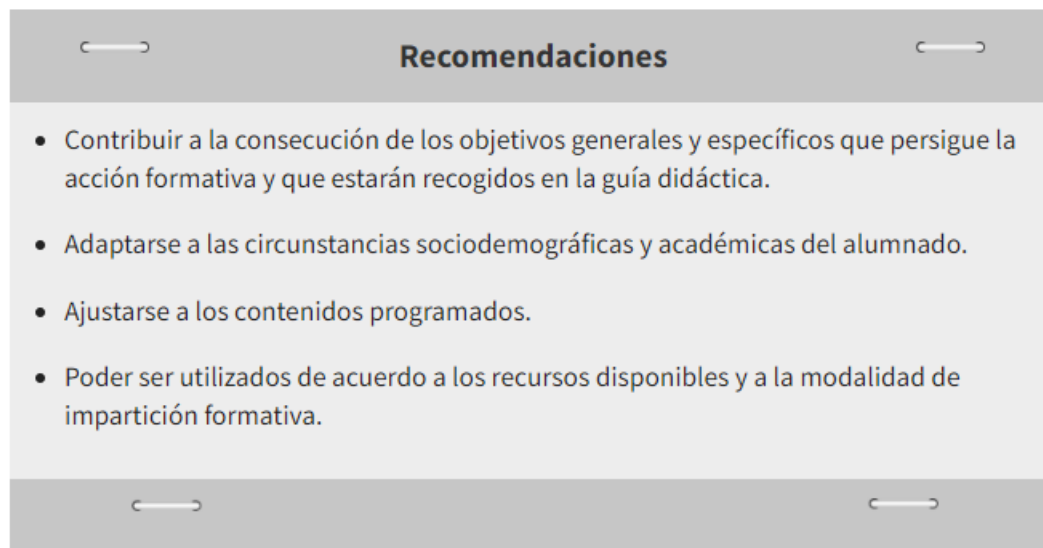 Recomendaciones
• Contribuir a la consecución de los objetivos generales y específicos que persigue la
acción formativa y que estarán recogidos en la guía didáctica.
• Adaptarse a las circunstancias sociodemográficas y académicas del alumnado.
• Ajustarse a los contenidos programados.
• Poder ser utilizados de acuerdo a los recursos disponibles y a la modalidad de
impartición formativa.